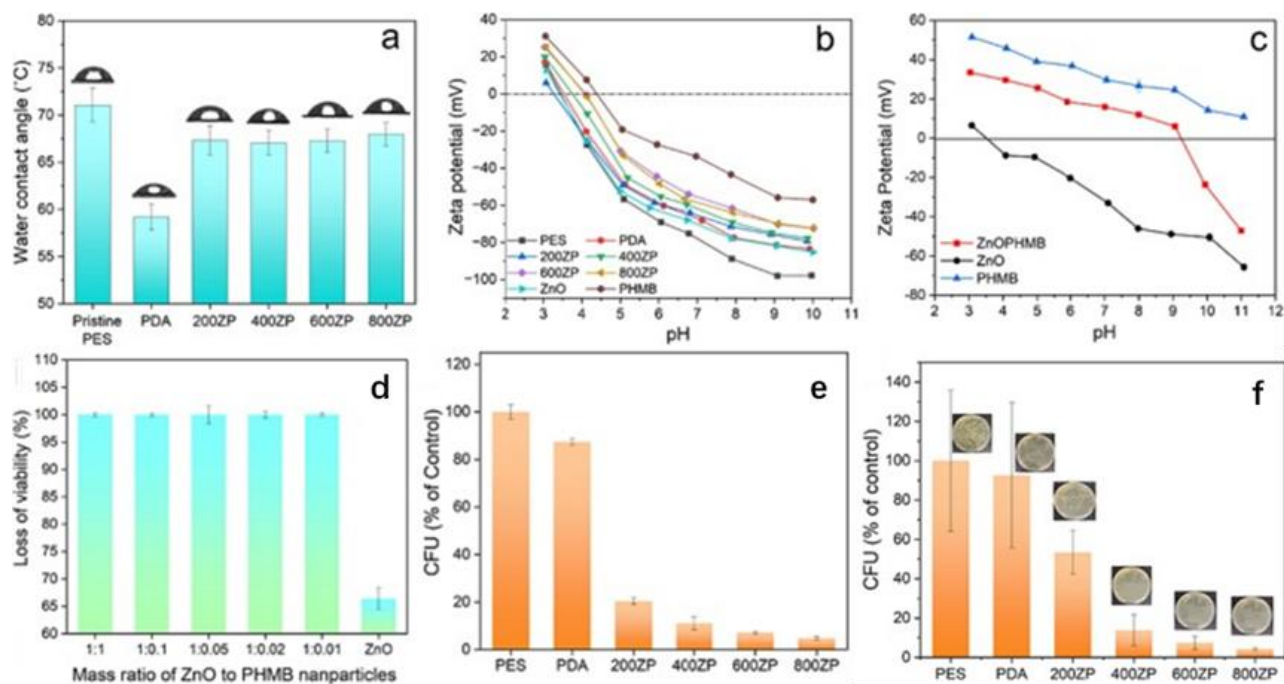 a
80
75
70
65
60
55
50
Water contact angle (˚C)
Pristine PES
PDA
200ZP
400ZP
600ZP
800ZP
b
40
20
0
−20
−40
−60
−80
−100
Zeta potential (mV)
PES
PDA
200ZP
400ZP
600ZP
800ZP
ZnO
PHMB
2 3 4 5 6 7 8 9 10 11
pH
c
60
40
20
0
-20
-40
-60
-80
Zeta Potential (mV)
ZnOPHMB
ZnO
PHMB
2 3 4 5 6 7 8 9 10 11 12
pH
d
110
105
100
95
90
85
80
75
70
65
60
Loss of viability (%)
1:1 1:0.1 1:0.05 1:0.02 1:0.01 ZnO
Mass ratio of ZnO to PHMB nanparticles
e
120
100
80
60
40
20
0
CFU (% of Control)
PES PDA 200ZP 400ZP 600ZP 800ZP
f
140
120
100
80
60
40
20
0
CFU (% of control)
PES PDA 200ZP 400ZP 600ZP 800ZP